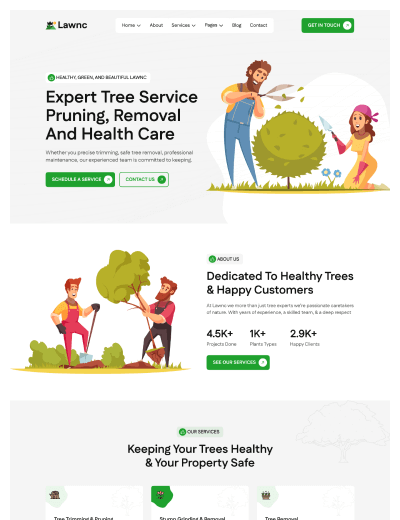 Lawnc
Home
About
Services
Pages
Blog
Contact
GET IN TOUCH
HEALTHY, GREEN, AND BEAUTIFUL LAWNC
Expert Tree Service
Pruning, Removal
And Health Care
Whether you precise trimming, safe tree removal, professional
maintenance, our experienced team is committed to keeping.
SCHEDULE A SERVICE
CONTACT US
ABOUT US
Dedicated To Healthy Trees
& Happy Customers
At Lawnc we more than just tree experts we're passionate caretakers
of nature. With years of experience, a skilled team, & a deep respect
4.5K+
1K+
2.9K+
Projects Done
Plants Types
Happy Clients
SEE OUR SERVICES
OUR SERVICES
Keeping Your Trees Healthy
& Your Property Safe
Tree Trimming & Pruning
Stump Grinding & Removal
Tree Removal